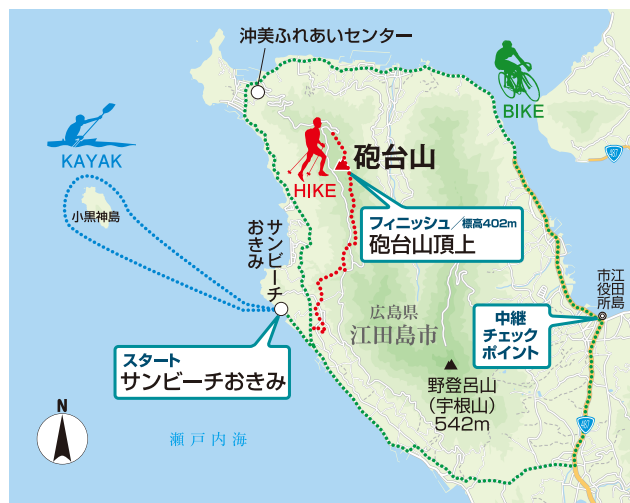 沖美ふれあいセンター
BIKE
KAYAK
487
小黒神島
HIKE
砲台山
フィニッシュ/標高402m
砲台山頂上
サンビーチ
おきみ
江田島
市役所
広島県
江田島市
中継
チェック
ポイント
スタート
サンビーチおきみ
野登呂山
(宇根山)
542m
N
瀬戸内海
487